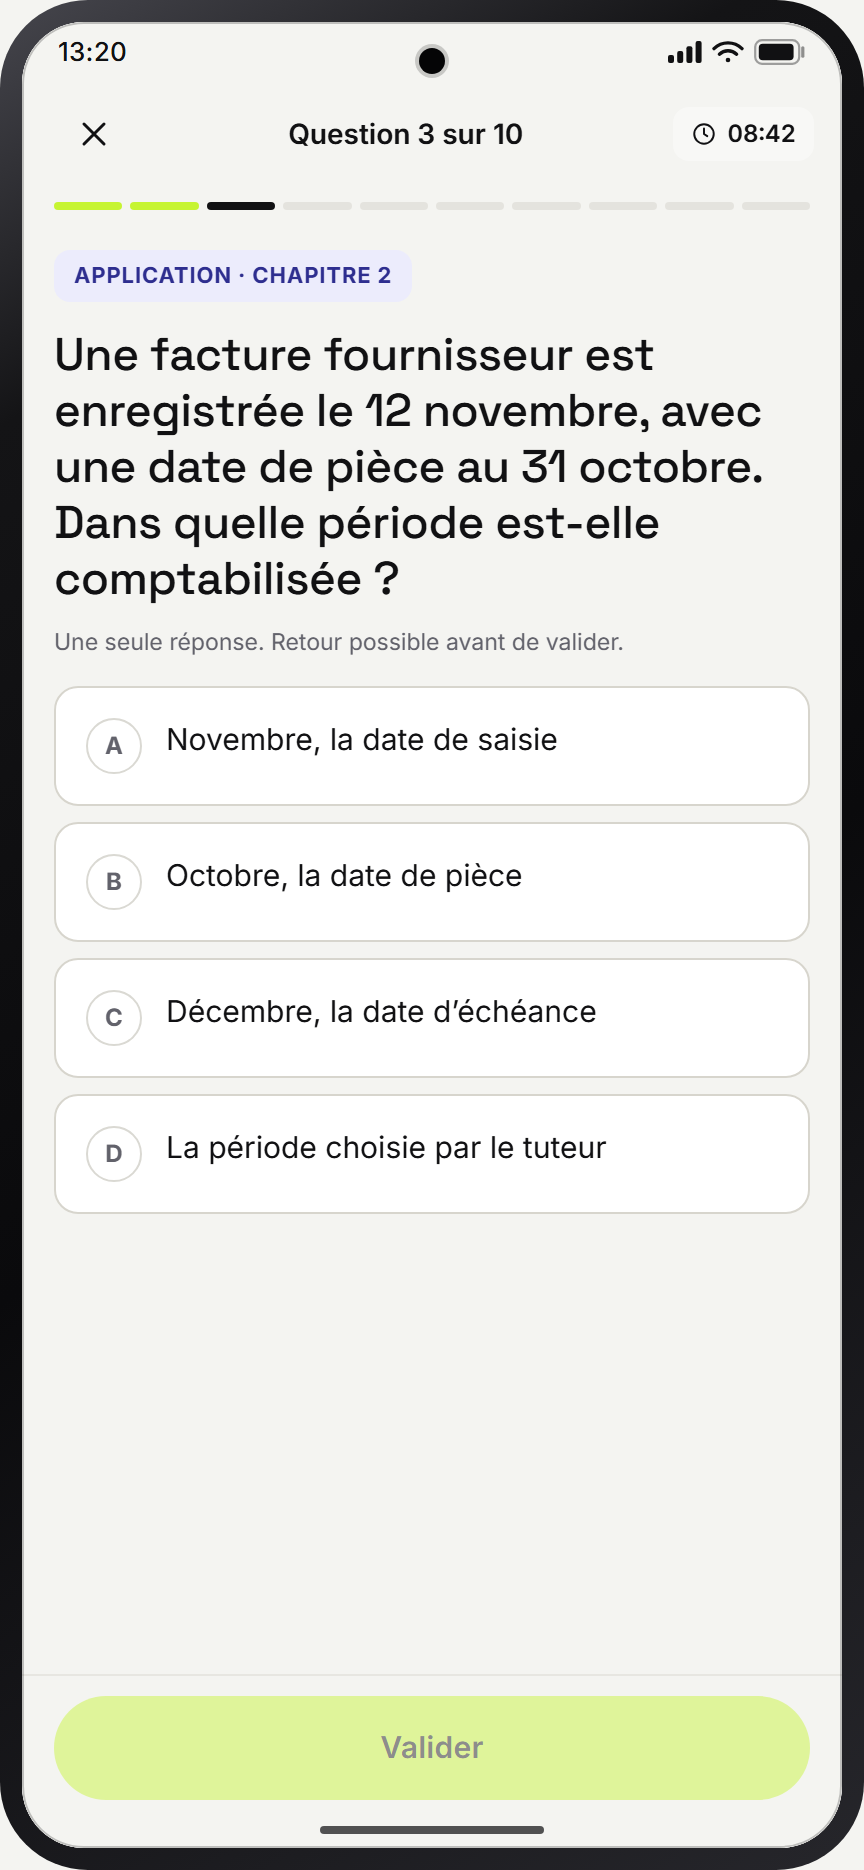 13:20
Question 3 sur 10
08:42
APPLICATION · CHAPITRE 2
Une facture fournisseur est
enregistrée le 12 novembre, avec
une date de pièce au 31 octobre.
Dans quelle période est-elle
comptabilisée ?
Une seule réponse. Retour possible avant de valider.
A Novembre, la date de saisie
B Octobre, la date de pièce
C Décembre, la date d’échéance
D La période choisie par le tuteur
Valider